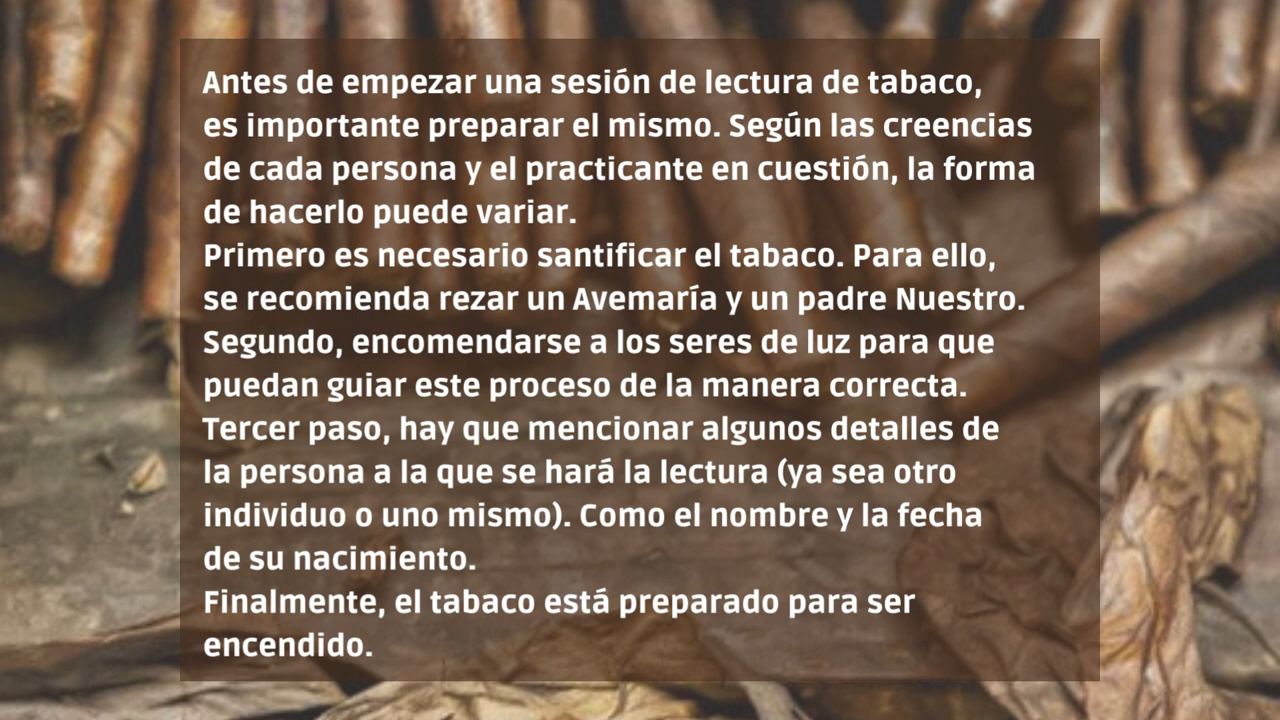 Antes de empezar una sesión de lectura de tabaco,
es importante preparar el mismo. Según las creencias
de cada persona y el practicante en cuestión, la forma
de hacerlo puede variar.
Primero es necesario santificar el tabaco. Para ello,
se recomienda rezar un Avemaría y un padre Nuestro.
Segundo, encomendarse a los seres de luz para que
puedan guiar este proceso de la manera correcta.
Tercer paso, hay que mencionar algunos detalles de
la persona a la que se hará la lectura (ya sea otro
individuo o uno mismo). Como el nombre y la fecha
de su nacimiento.
Finalmente, el tabaco está preparado para ser
encendido.